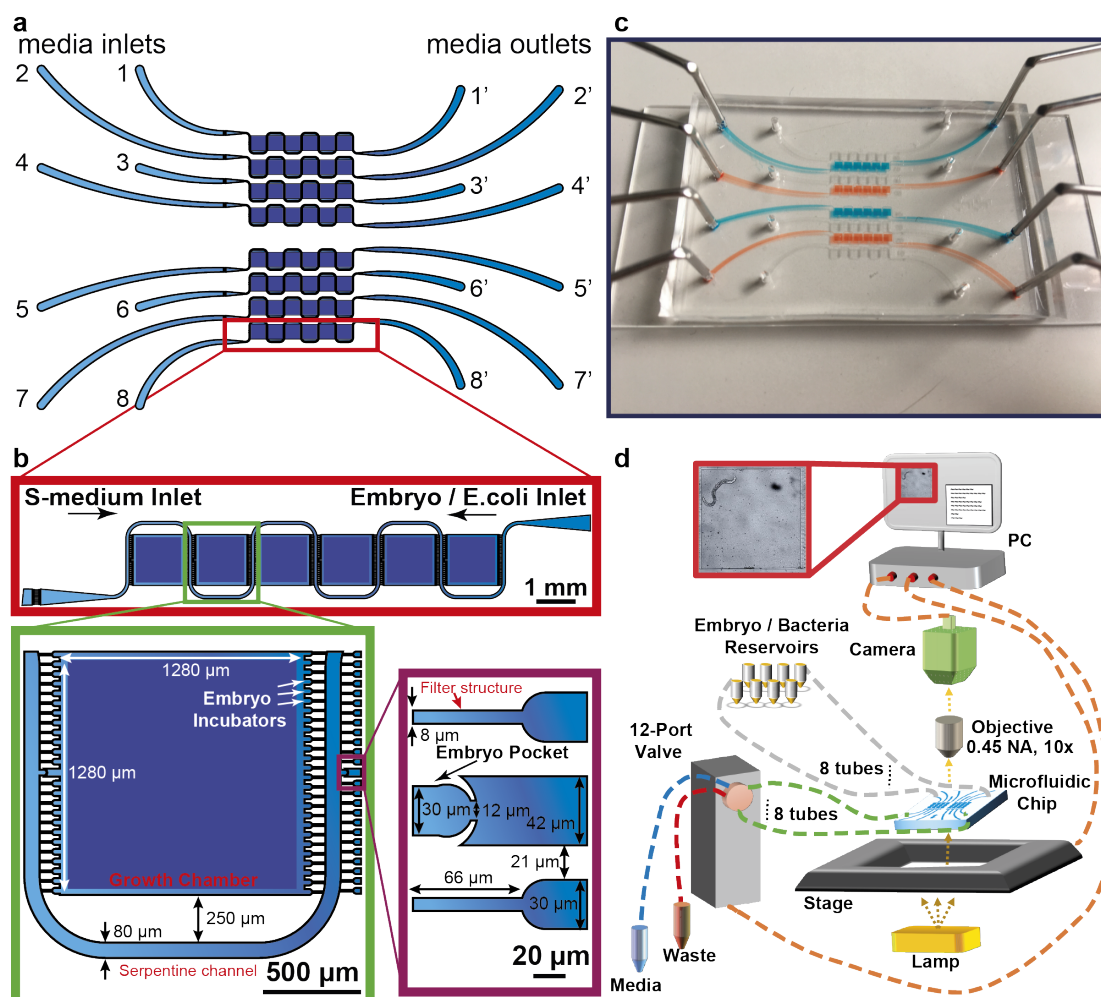 a
media inlets
media outlets
2
1
1’
2’
4
3
3’
4’
5
6
6’
5’
7
8
8’
7’
c
b
S-medium Inlet
Embryo / E.coli Inlet
1 mm
1280 µm
Embryo
Incubators
1280 µm
Growth Chamber
250 µm
80 µm
Serpentine channel
500 µm
Filter structure
8 µm
Embryo Pocket
30 µm
12 µm
42 µm
21 µm
66 µm
30 µm
20 µm
d
PC
Embryo / Bacteria
Reservoirs
Camera
12-Port
Valve
Objective
0.45 NA, 10x
8 tubes
Microfluidic
Chip
8 tubes
Stage
Waste
Lamp
Media